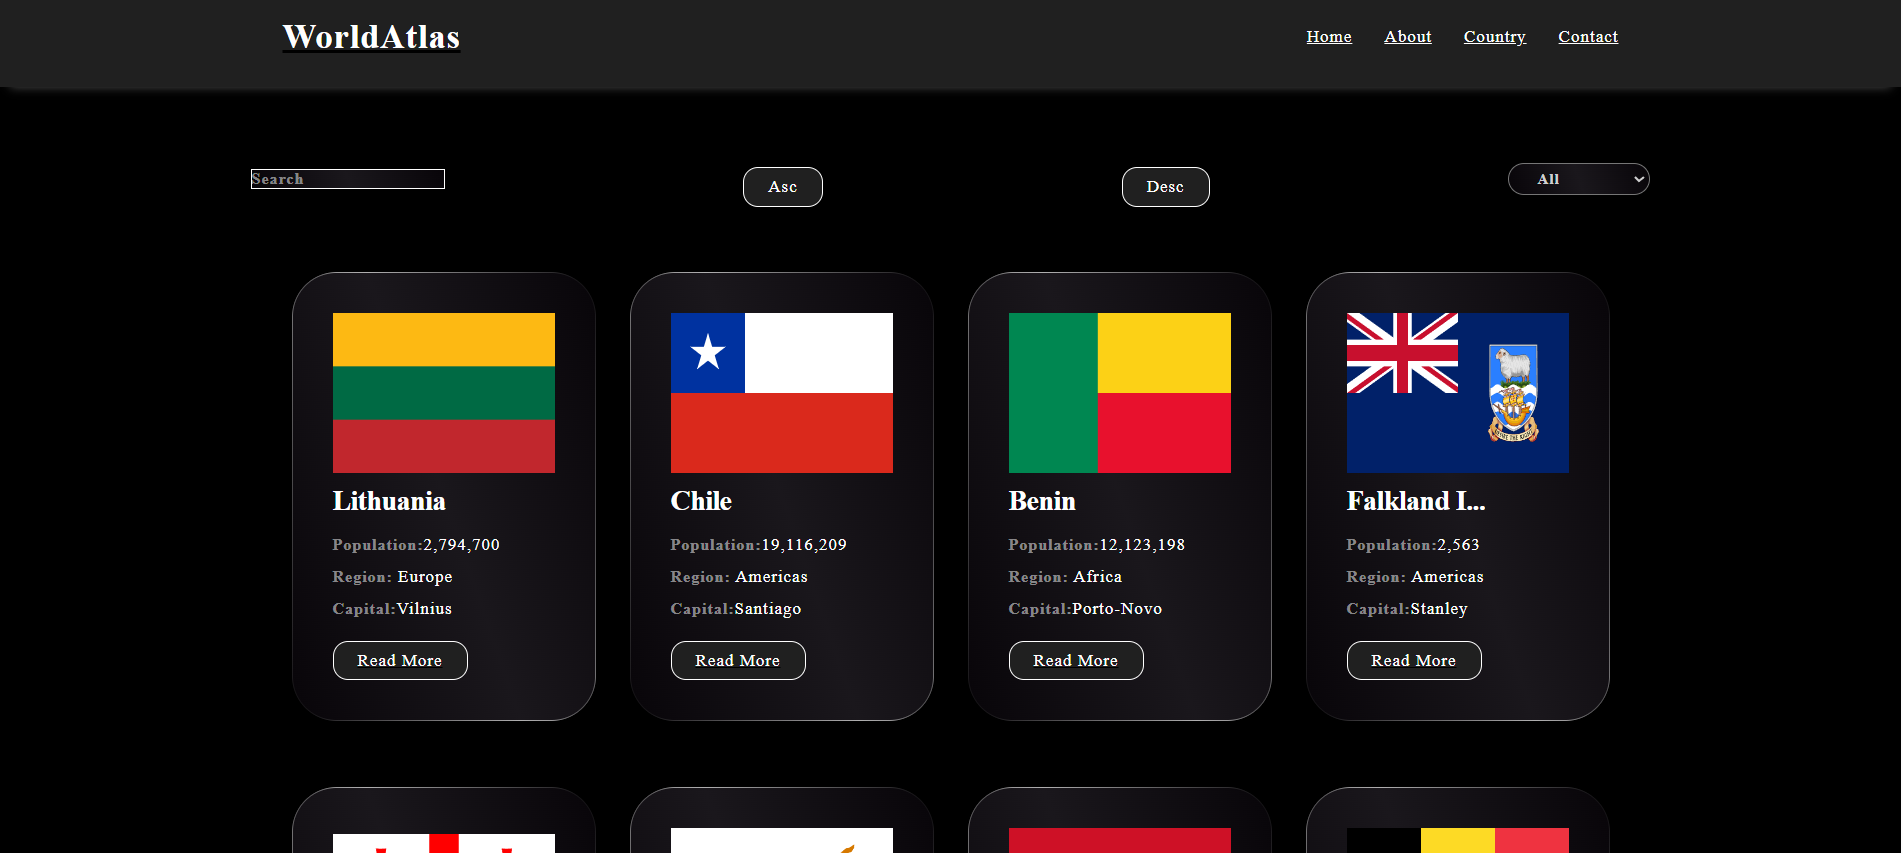 WorldAtlas
Home About Country Contact
Search Asc Desc All
Lithuania
Population:2,794,700
Region: Europe
Capital:Vilnius
Read More
Chile
Population:19,116,209
Region: Americas
Capital:Santiago
Read More
Benin
Population:12,123,198
Region: Africa
Capital:Porto-Novo
Read More
Falkland I...
Population:2,563
Region: Americas
Capital:Stanley
Read More